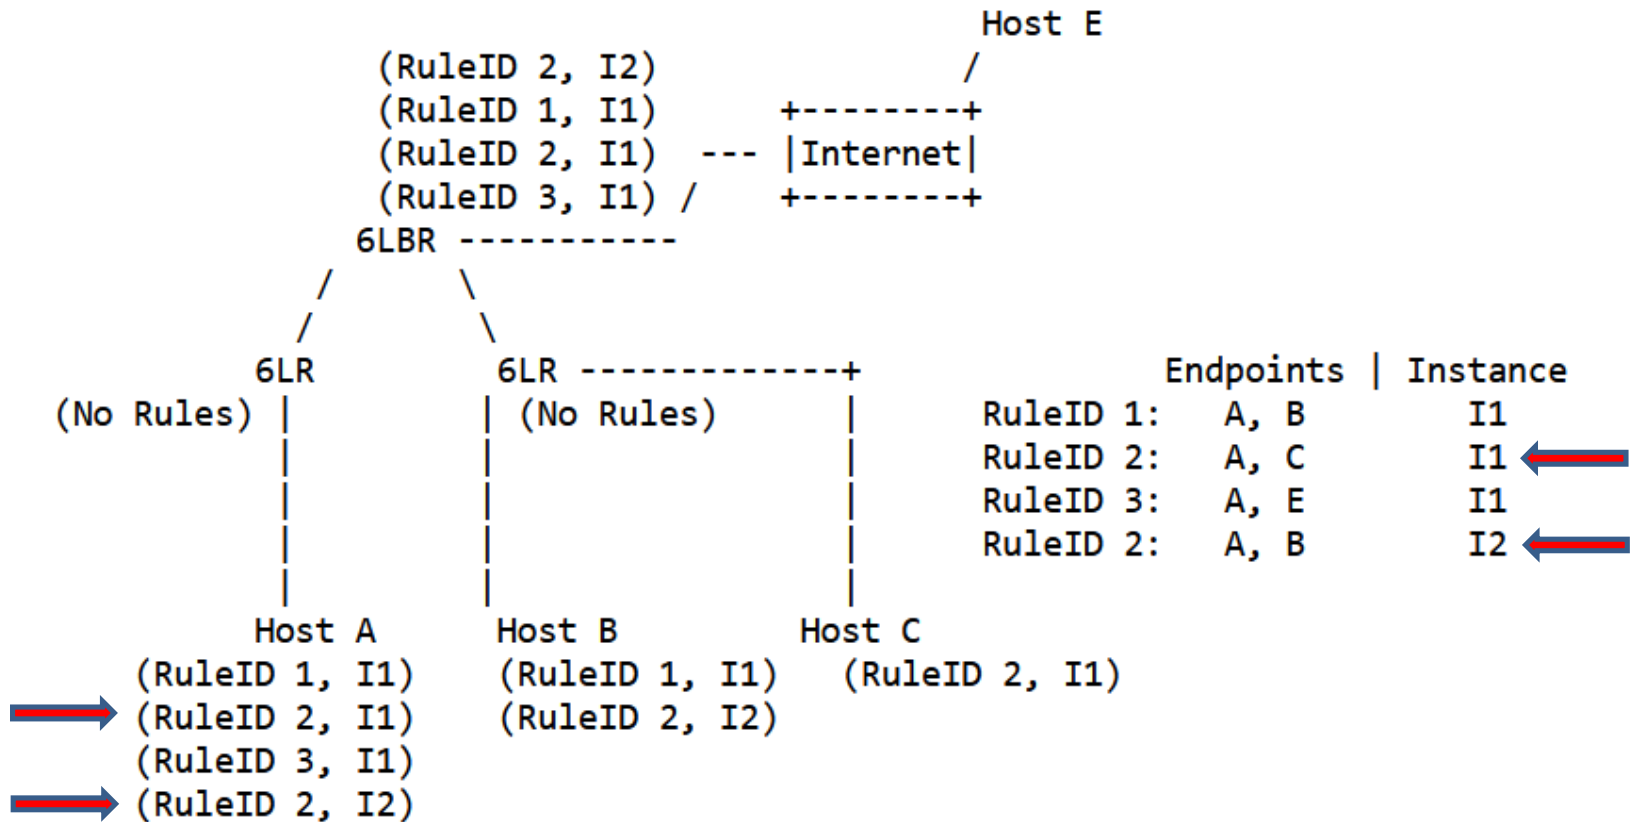 Host E
(RuleID 2, I2) /
(RuleID 1, I1) +--------+
(RuleID 2, I1) --- |Internet|
(RuleID 3, I1) / +--------+
6LBR -----------
/ \
/ \
6LR 6LR -------------+ Endpoints | Instance
(No Rules) | | (No Rules) | RuleID 1: A, B I1
| | | RuleID 2: A, C I1
| | | RuleID 3: A, E I1
| | | RuleID 2: A, B I2
| | |
Host A Host B Host C
(RuleID 1, I1) (RuleID 1, I1) (RuleID 2, I1)
(RuleID 2, I1) (RuleID 2, I2)
(RuleID 3, I1)
(RuleID 2, I2)